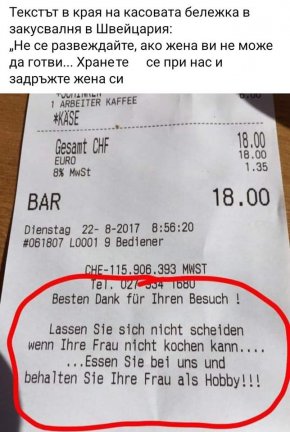 Текстът в края на касовата бележка в
закусвалня в Швейцария:
„Не се развеждайте, ако жена ви не може
да готви... Хранете се при нас и
задръжте жена си
1 ARBEITER KAFFEE
*KÄSE
Gesamt CHF 18.00
EURO 18.00
8% MwSt 1.35
BAR 18.00
Dienstag 22- 8-2017 8:56:20
#061807 L0001 9 Bediener
CHE-115.906.393 MWST
Tel. 027 534 1680
Besten Dank für Ihren Besuch !
Lassen Sie sich nicht scheiden
wenn Ihre Frau nicht kochen kann....
...Essen Sie bei uns und
behalten Sie Ihre Frau als Hobby!!!